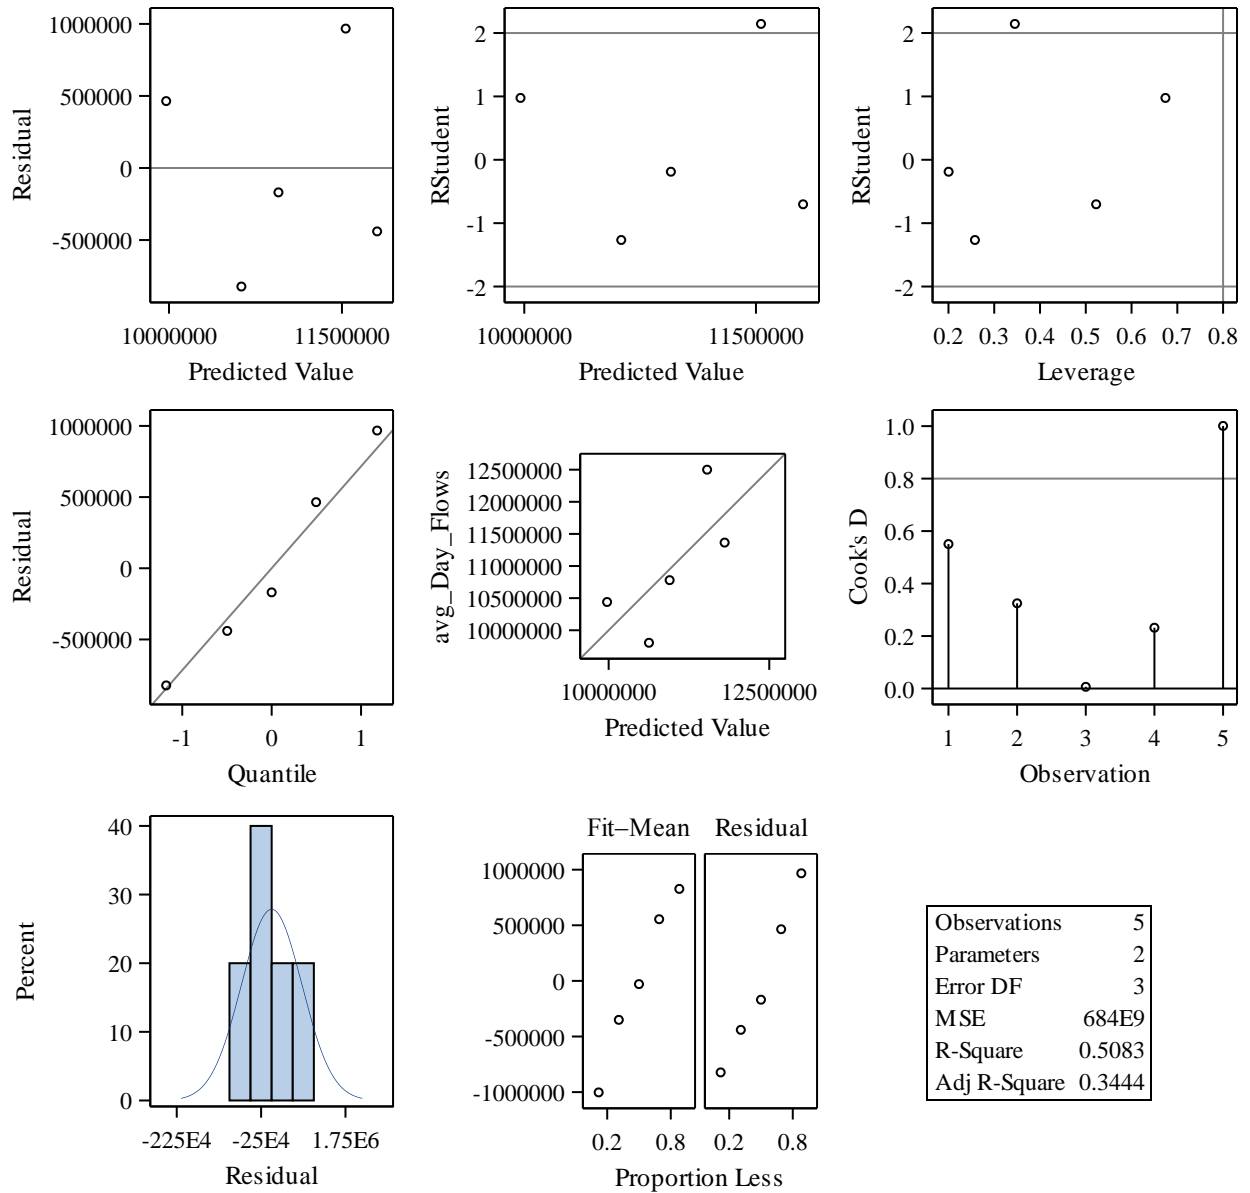 1000000
500000
0
-500000
Residual
10000000 11500000
Predicted Value
2
1
0
-1
-2
RStudent
10000000 11500000
Predicted Value
2
1
0
-1
-2
RStudent
0.2 0.3 0.4 0.5 0.6 0.7 0.8
Leverage
1000000
500000
0
-500000
Residual
-1 0 1
Quantile
12500000
12000000
11500000
11000000
10500000
10000000
avg_Day_Flows
10000000 12500000
Predicted Value
1.0
0.8
0.6
0.4
0.2
0.0
Cook's D
1 2 3 4 5
Observation
40
30
20
10
0
Percent
-225E4 -25E4 1.75E6
Residual
Fit–Mean Residual
1000000
500000
0
-500000
-1000000
0.2 0.8 0.2 0.8
Proportion Less
Observations 5
Parameters 2
Error DF 3
MSE 684E9
R-Square 0.5083
Adj R-Square 0.3444